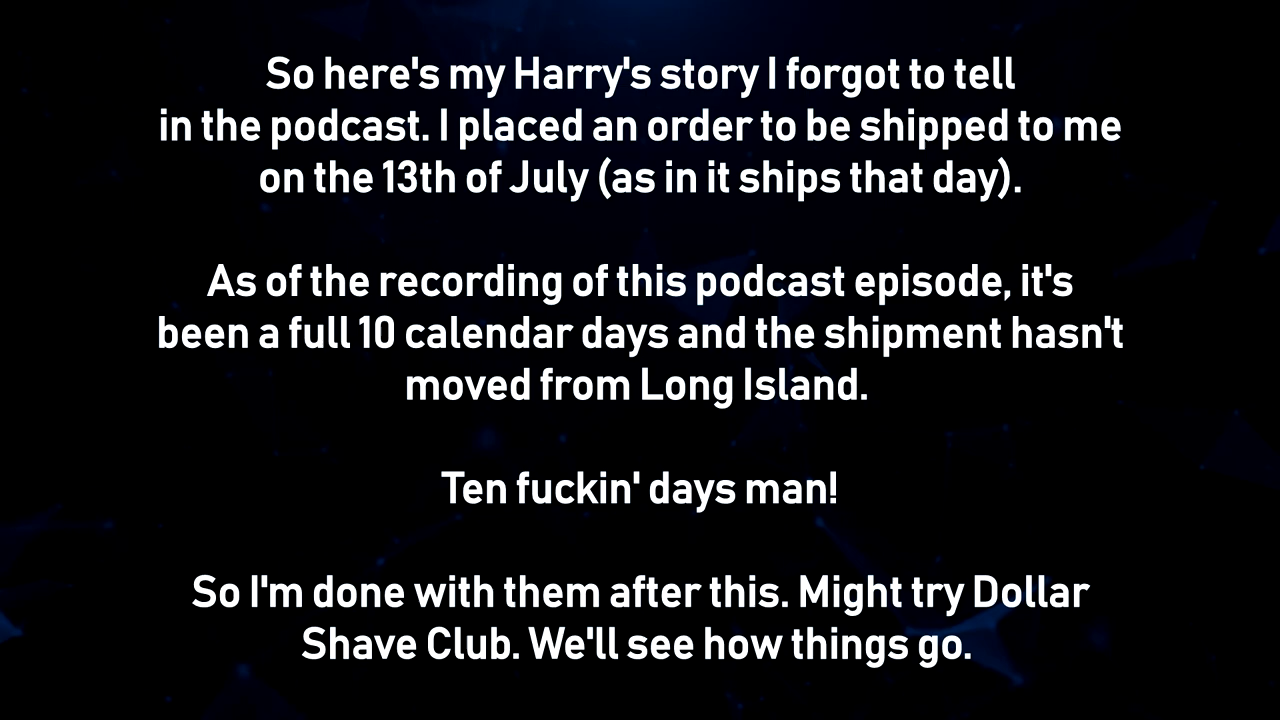 So here's my Harry's story I forgot to tell
in the podcast. I placed an order to be shipped to me
on the 13th of July (as in it ships that day).
As of the recording of this podcast episode, it's
been a full 10 calendar days and the shipment hasn't
moved from Long Island.
Ten fuckin' days man!
So I'm done with them after this. Might try Dollar
Shave Club. We'll see how things go.